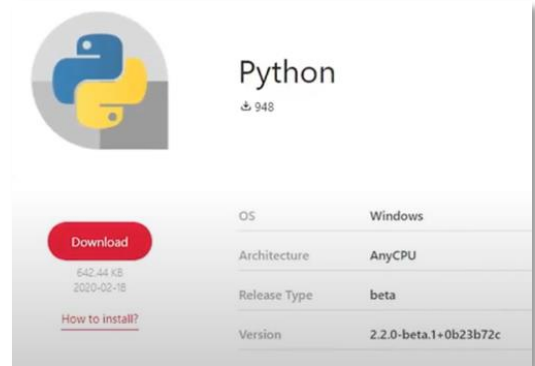 Python
948
Download
642.44 KB
2020-02-18
How to install?
OS Windows
Architecture AnyCPU
Release Type beta
Version 2.2.0-beta.1+0b23b72c